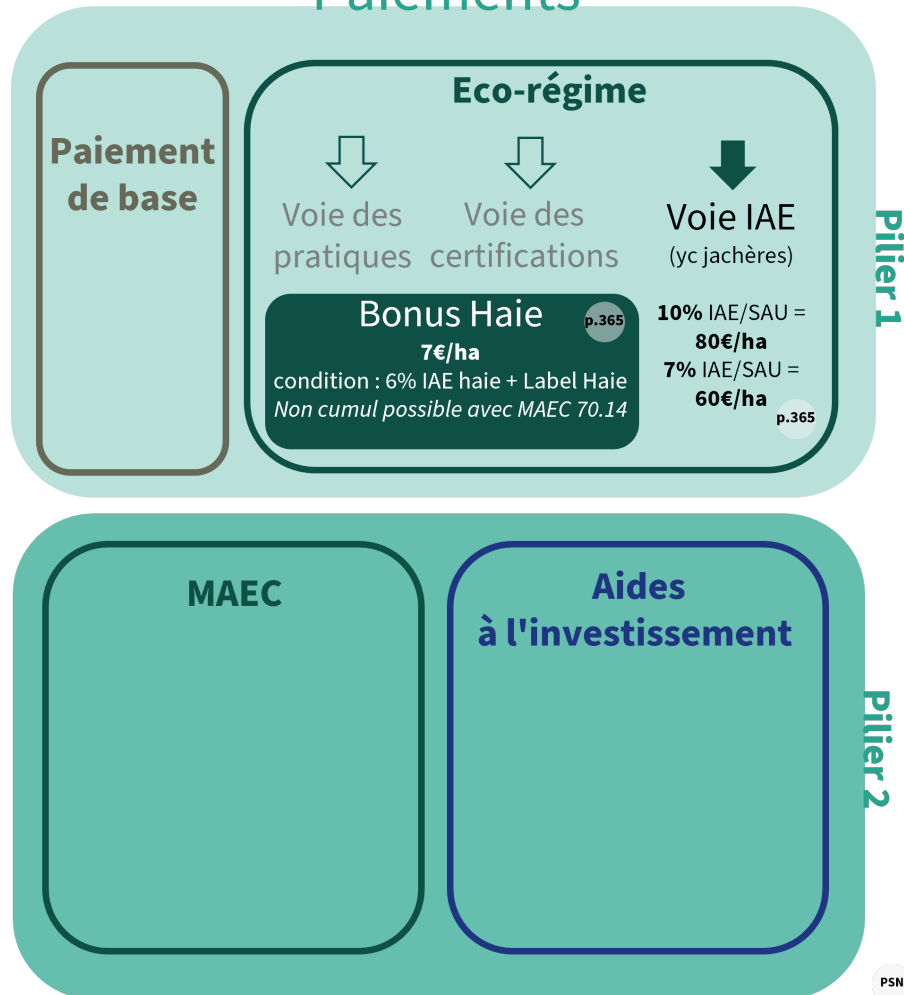 Paiements
Eco-régime
Paiement
de base
Voie des
pratiques
Voie des
certifications
Voie IAE
(yc jachères)
Bonus Haie
p.365
7€/ha
condition : 6% IAE haie + Label Haie
Non cumul possible avec MAEC 70.14
10% IAE/SAU =
80€/ha
7% IAE/SAU =
60€/ha
p.365
Pilier 1
MAEC
Aides
à l'investissement
Pilier 2
PSN